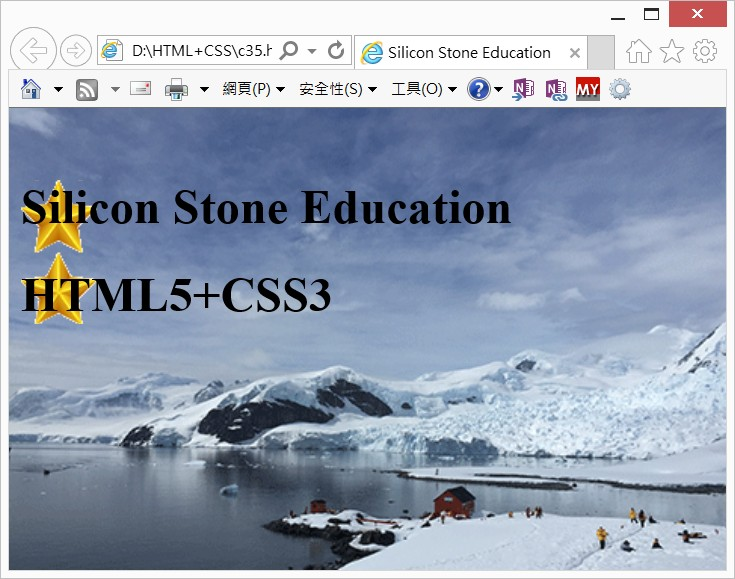 D:\HTML+CSS\c35.h
Silicon Stone Education
網頁(P)
安全性(S)
工具(O)
?
N
N
MY
Silicon Stone Education
HTML5+CSS3